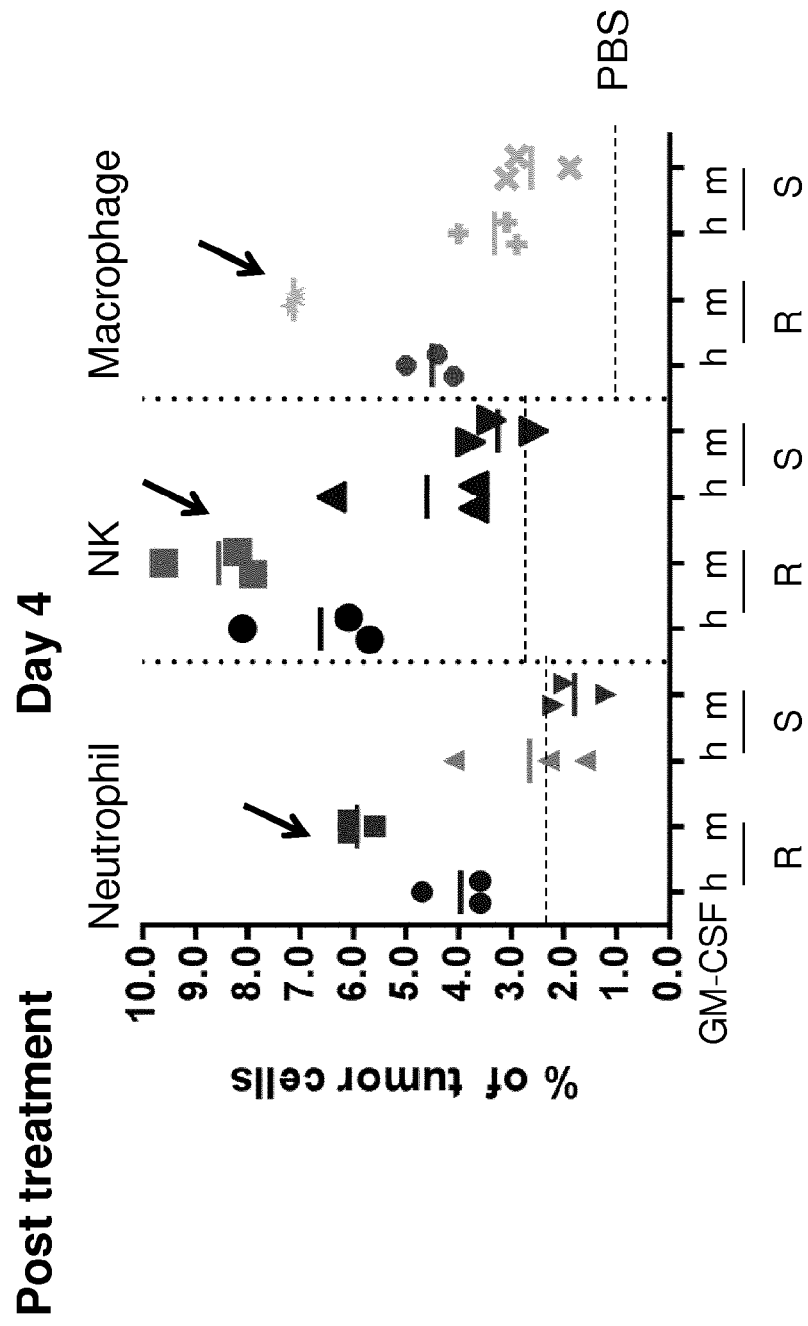 Post treatment Day 4
Neutrophil NK Macrophage
% of tumor cells
10.0
9.0
8.0
7.0
6.0
5.0
4.0
3.0
2.0
1.0
0.0
PBS
GM-CSF h m h m h m h m h m h m
R S R S R S